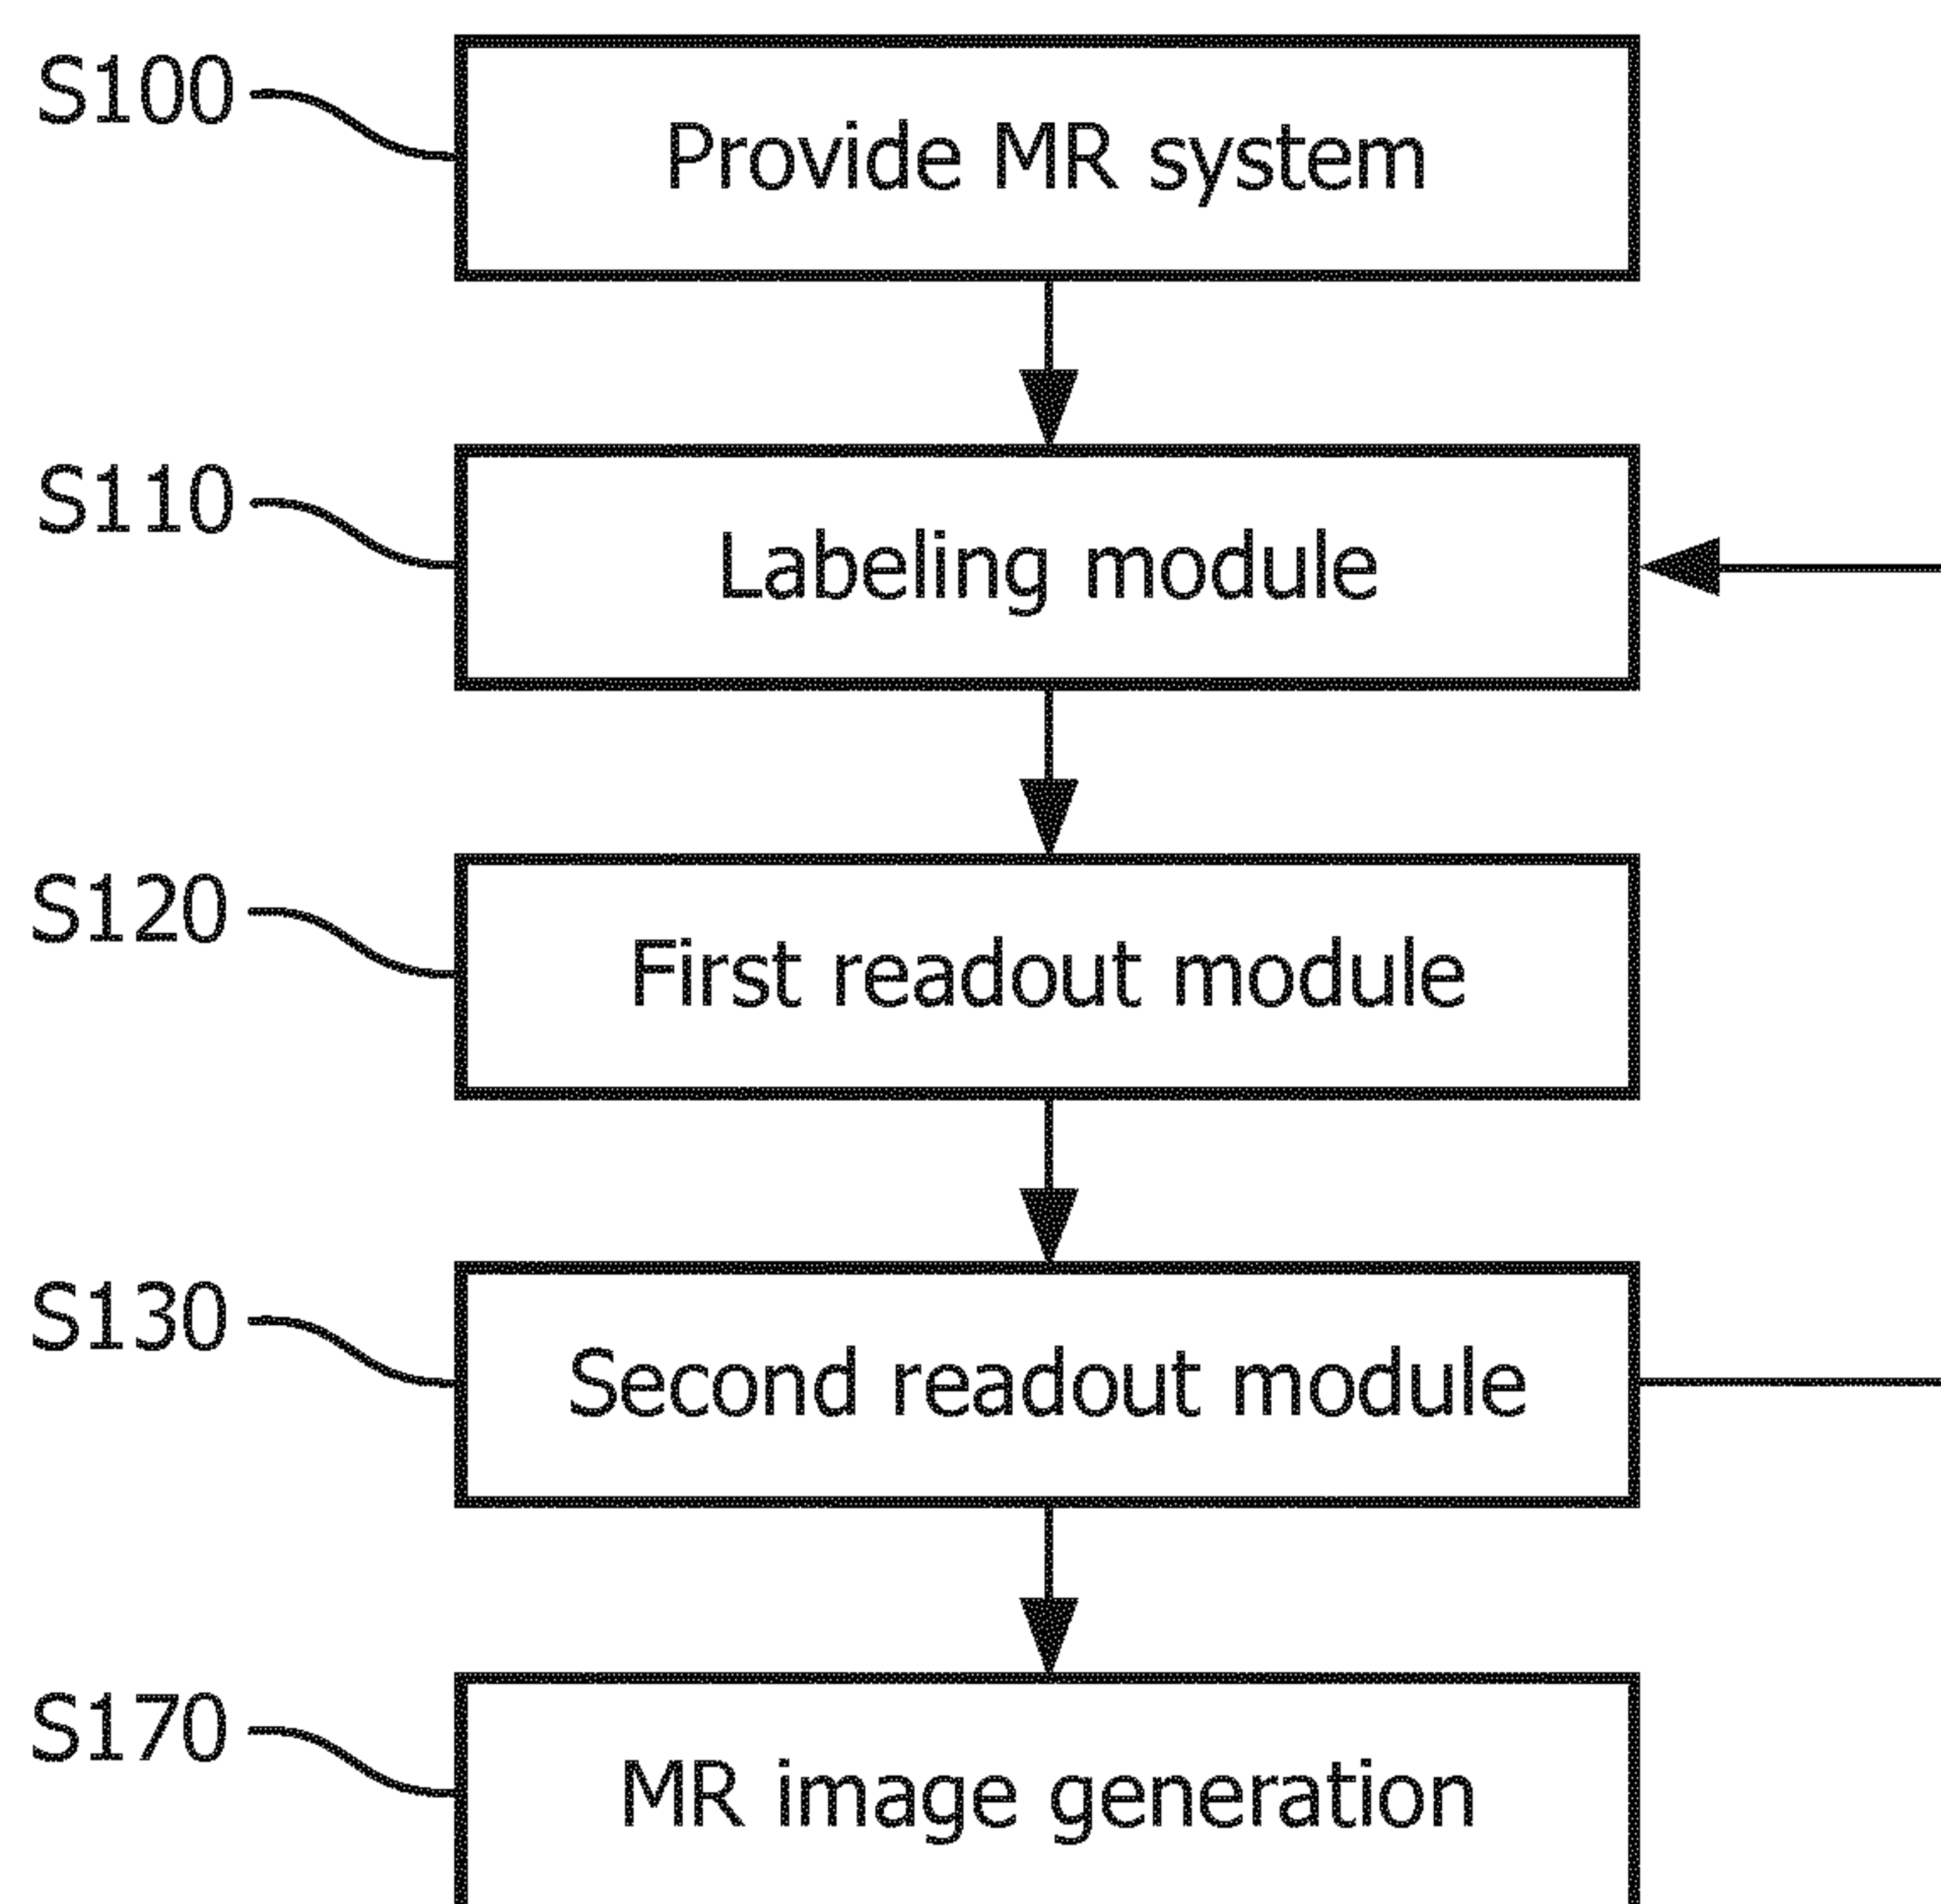 S100
Provide MR system
S110
Labeling module
S120
First readout module
S130
Second readout module
S170
MR image generation